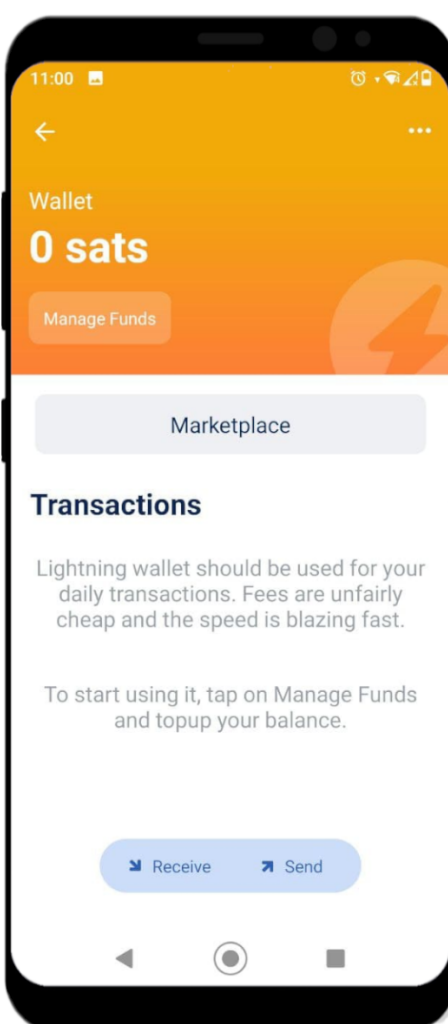 11:00
Wallet
0 sats
Manage Funds
Marketplace
Transactions
Lightning wallet should be used for your
daily transactions. Fees are unfairly
cheap and the speed is blazing fast.
To start using it, tap on Manage Funds
and topup your balance.
Receive
Send